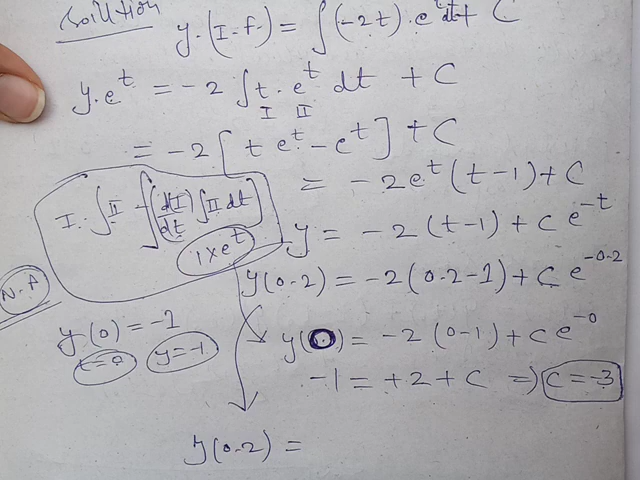 Solution
y.(I.f.) = ∫(-2t).e^t dt + C
y.e^t = -2 ∫t.e^t dt + C
I II
= -2[t e^t - e^t] + C
= -2e^t(t-1) + C
I.∫II - ∫(d(I)/dt ∫II dt)
1×e^t
y = -2(t-1) + C e^-t
N.A
y(0.2) = -2(0.2-1) + C e^-0.2
y.(0) = -1
t=0 y=-1
y(0) = -2(0-1) + C e^-0
-1 = +2 + C ⇒ C = -3
y(0.2) =